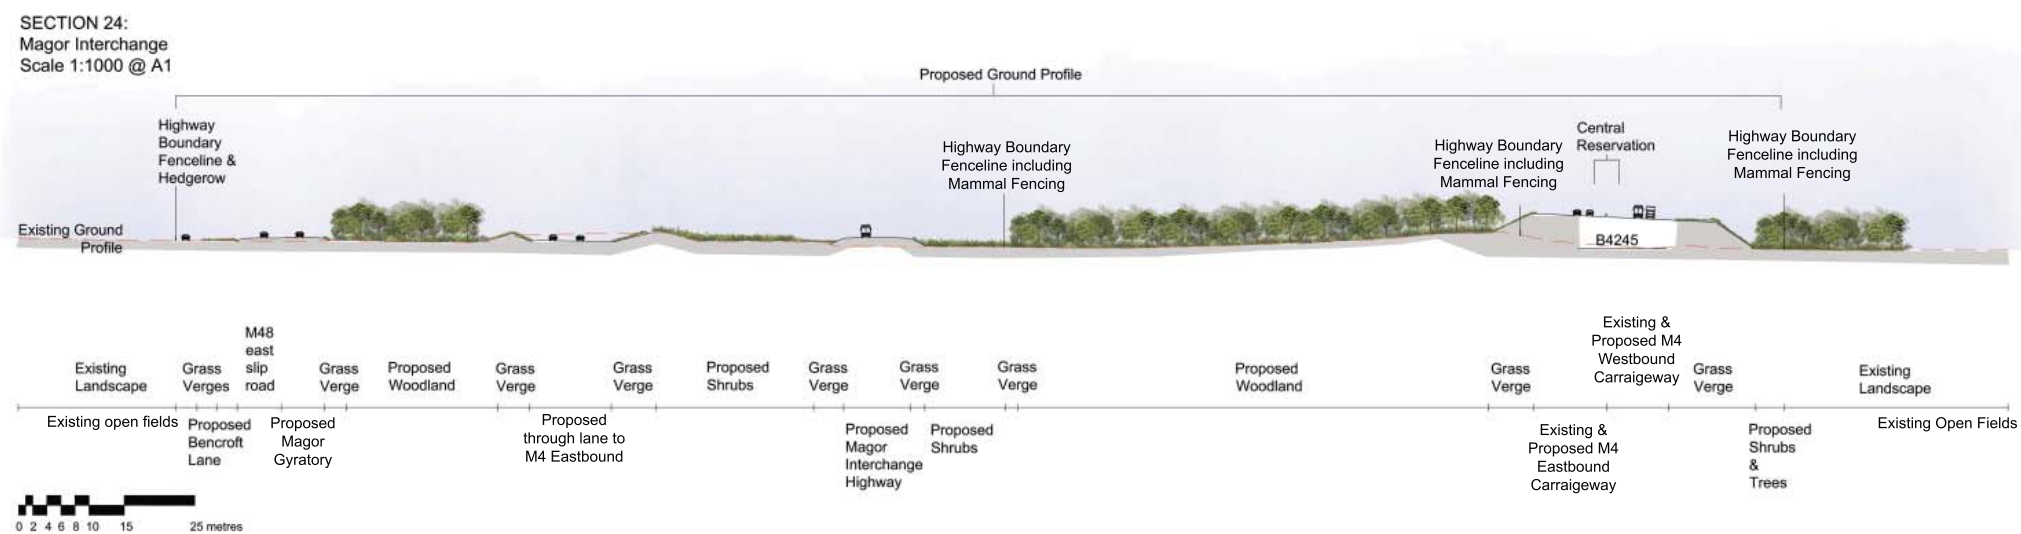 SECTION 24:
Magor Interchange
Scale 1:1000 @ A1
Proposed Ground Profile
Highway
Boundary
Fenceline &
Hedgerow
Highway Boundary
Fenceline including
Mammal Fencing
Highway Boundary
Fenceline including
Mammal Fencing
Central
Reservation
Highway Boundary
Fenceline including
Mammal Fencing
Existing Ground
Profile
B4245
Existing
Landscape
Grass
Verges
M48
east
slip
road
Grass
Verge
Proposed
Woodland
Grass
Verge
Grass
Verge
Proposed
Shrubs
Grass
Verge
Grass
Verge
Grass
Verge
Proposed
Woodland
Grass
Verge
Existing &
Proposed M4
Westbound
Carraigeway
Grass
Verge
Existing
Landscape
Existing open fields
Proposed
Bencroft
Lane
Proposed
Magor
Gyratory
Proposed
through lane to
M4 Eastbound
Proposed
Magor
Interchange
Highway
Proposed
Shrubs
Existing &
Proposed M4
Eastbound
Carraigeway
Proposed
Shrubs
&
Trees
Existing Open Fields
0 2 4 6 8 10 15 25 metres